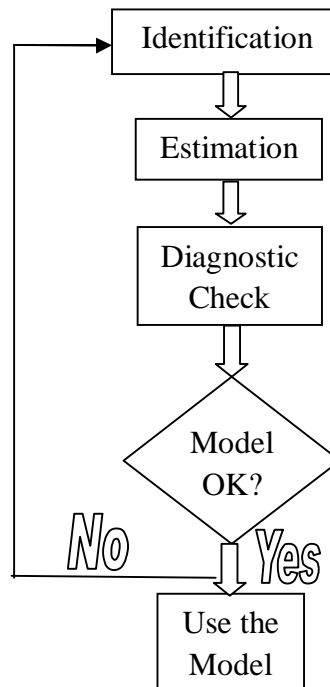 Identification
Estimation
Diagnostic
Check
Model
OK?
No
Yes
Use the
Model